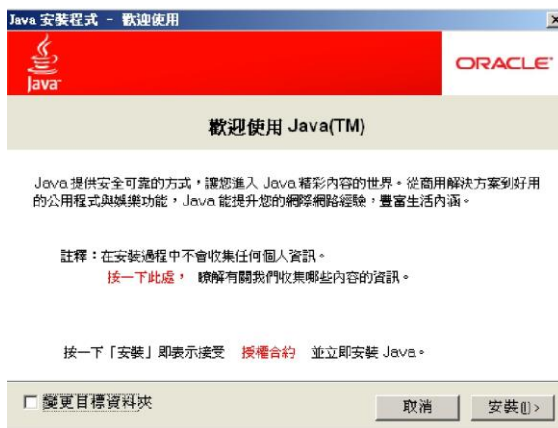 Java 安裝程式 - 歡迎使用
Java
ORACLE
歡迎使用 Java(TM)
Java 提供安全可靠的方式，讓您進入 Java 精彩內容的世界。從商用解決方案到好用
的公用程式與娛樂功能，Java 能提升您的網際網路經驗，豐富生活內涵。
註釋：在安裝過程中不會收集任何個人資訊。
按一下此處， 瞭解有關我們收集哪些內容的資訊。
按一下「安裝」即表示接受 授權合約 並立即安裝 Java。
變更目標資料夾
取消
安裝(I) >